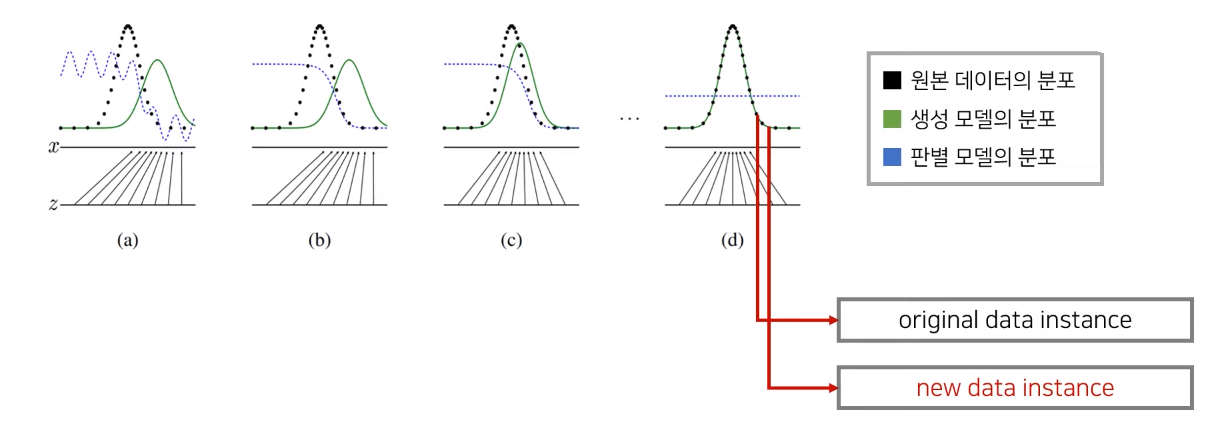 원본 데이터의 분포
생성 모델의 분포
판별 모델의 분포
...
x
z
(a)
(b)
(c)
(d)
original data instance
new data instance